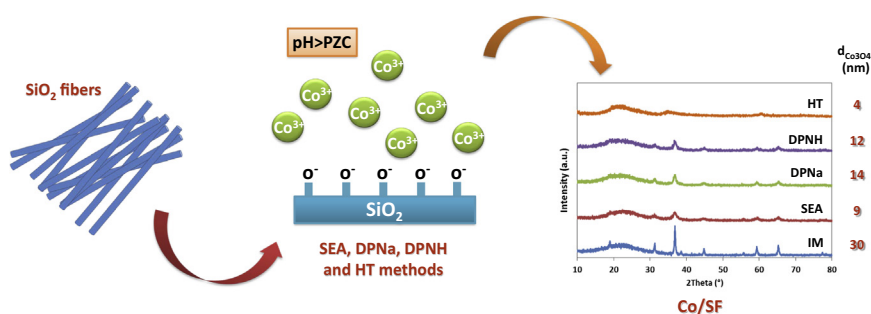 SiO₂ fibers
pH>PZC
Co³⁺
Co³⁺
Co³⁺
Co³⁺
Co³⁺
Co³⁺
Co³⁺
O⁻ O⁻ O⁻ O⁻ O⁻
SiO₂
SEA, DPNa, DPNH
and HT methods
d Co3O4
(nm)
HT 4
DPNH 12
DPNa 14
SEA 9
IM 30
Intensity (a.u.)
10 20 30 40 50 60 70 80
2Theta (°)
Co/SF